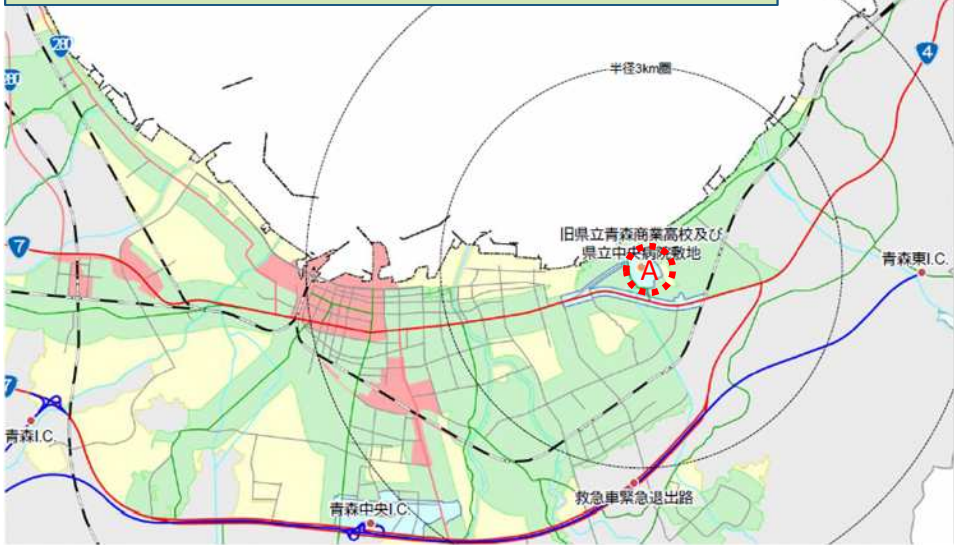 280
280
半径3km圏
4
旧県立青森商業高校及び
県立中央病院敷地
A
7
青森東I.C.
7
青森I.C.
救急車緊急退出路
青森中央I.C.